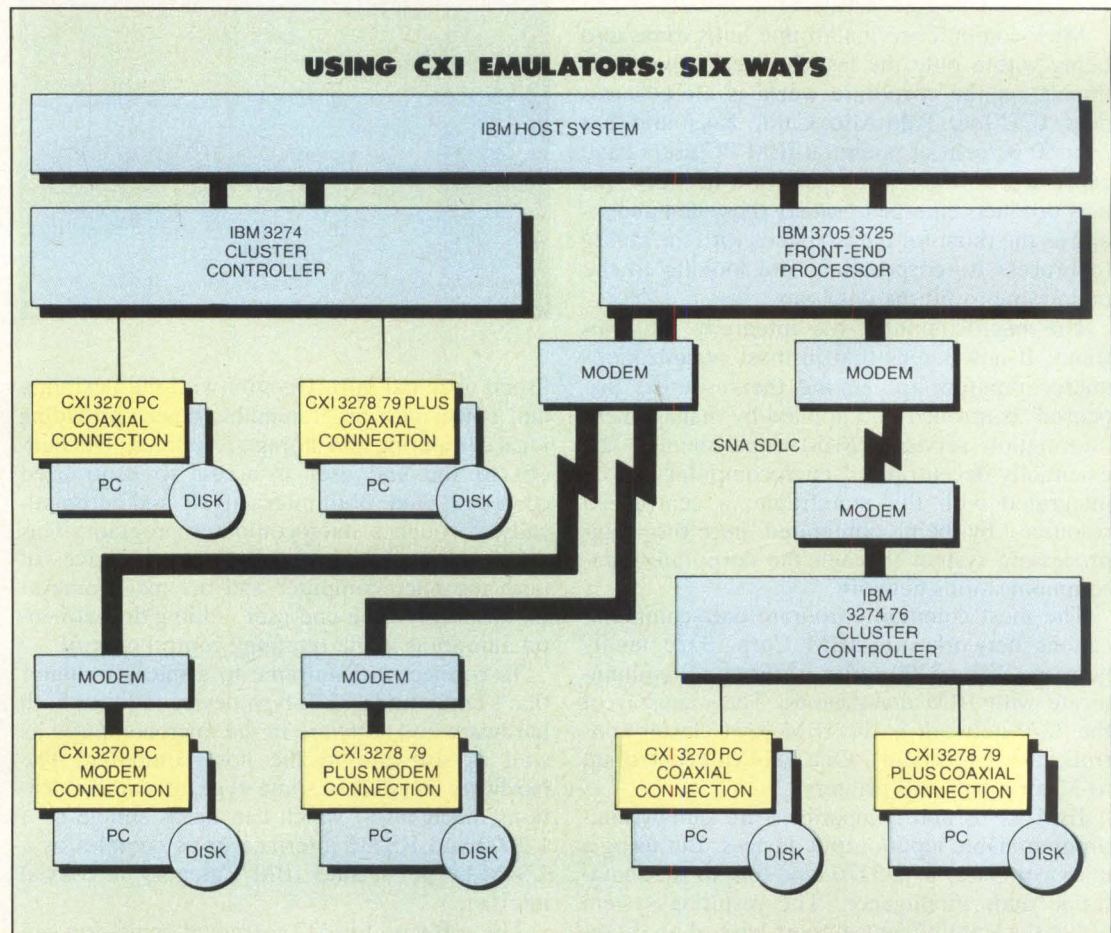 USING CXI EMULATORS: SIX WAYS
IBM HOST SYSTEM
IBM 3274
CLUSTER
CONTROLLER
IBM 3705 3725
FRONT-END
PROCESSOR
MODEM
MODEM
SNA SDLC
CXI 3270 PC
COAXIAL
CONNECTION
PC
DISK
CXI 3278 79 PLUS
COAXIAL
CONNECTION
PC
DISK
MODEM
IBM
3274 76
CLUSTER
CONTROLLER
MODEM
MODEM
CXI 3270 PC
MODEM
CONNECTION
PC
DISK
CXI 3278 79
PLUS MODEM
CONNECTION
PC
DISK
CXI 3270 PC
COAXIAL
CONNECTION
PC
DISK
CXI 3278 79
PLUS COAXIAL
CONNECTION
PC
DISK